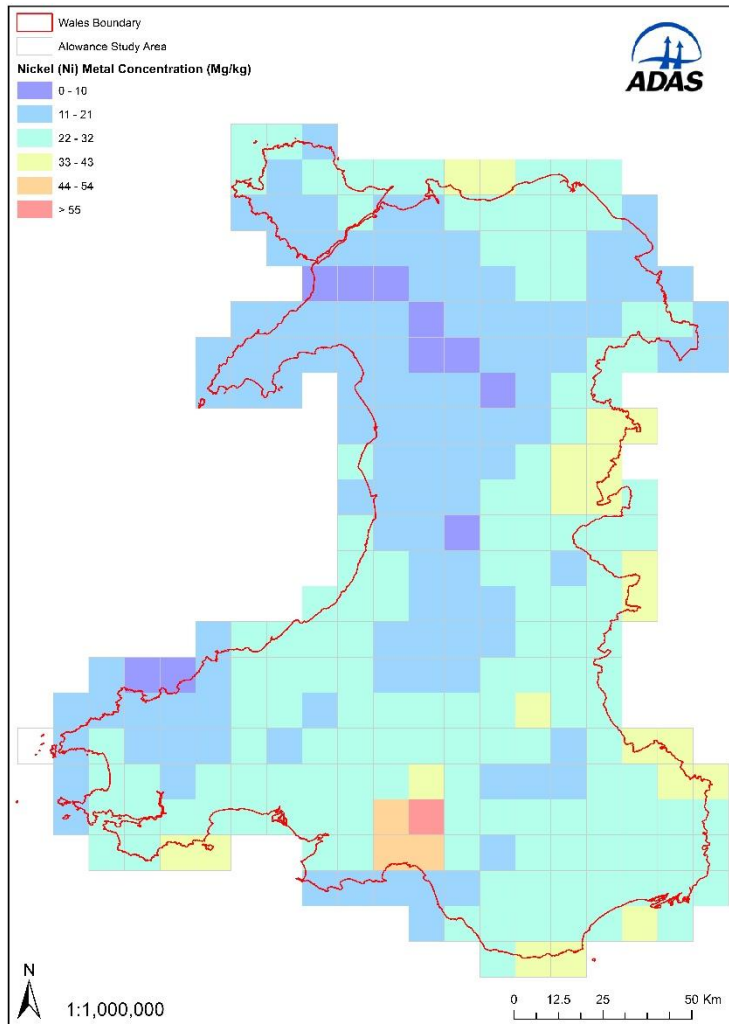 Wales Boundary
Alowance Study Area
Nickel (Ni) Metal Concentration (Mg/kg)
0 - 10
11 - 21
22 - 32
33 - 43
44 - 54
> 55
ADAS
N
1:1,000,000
0 12.5 25 50 Km